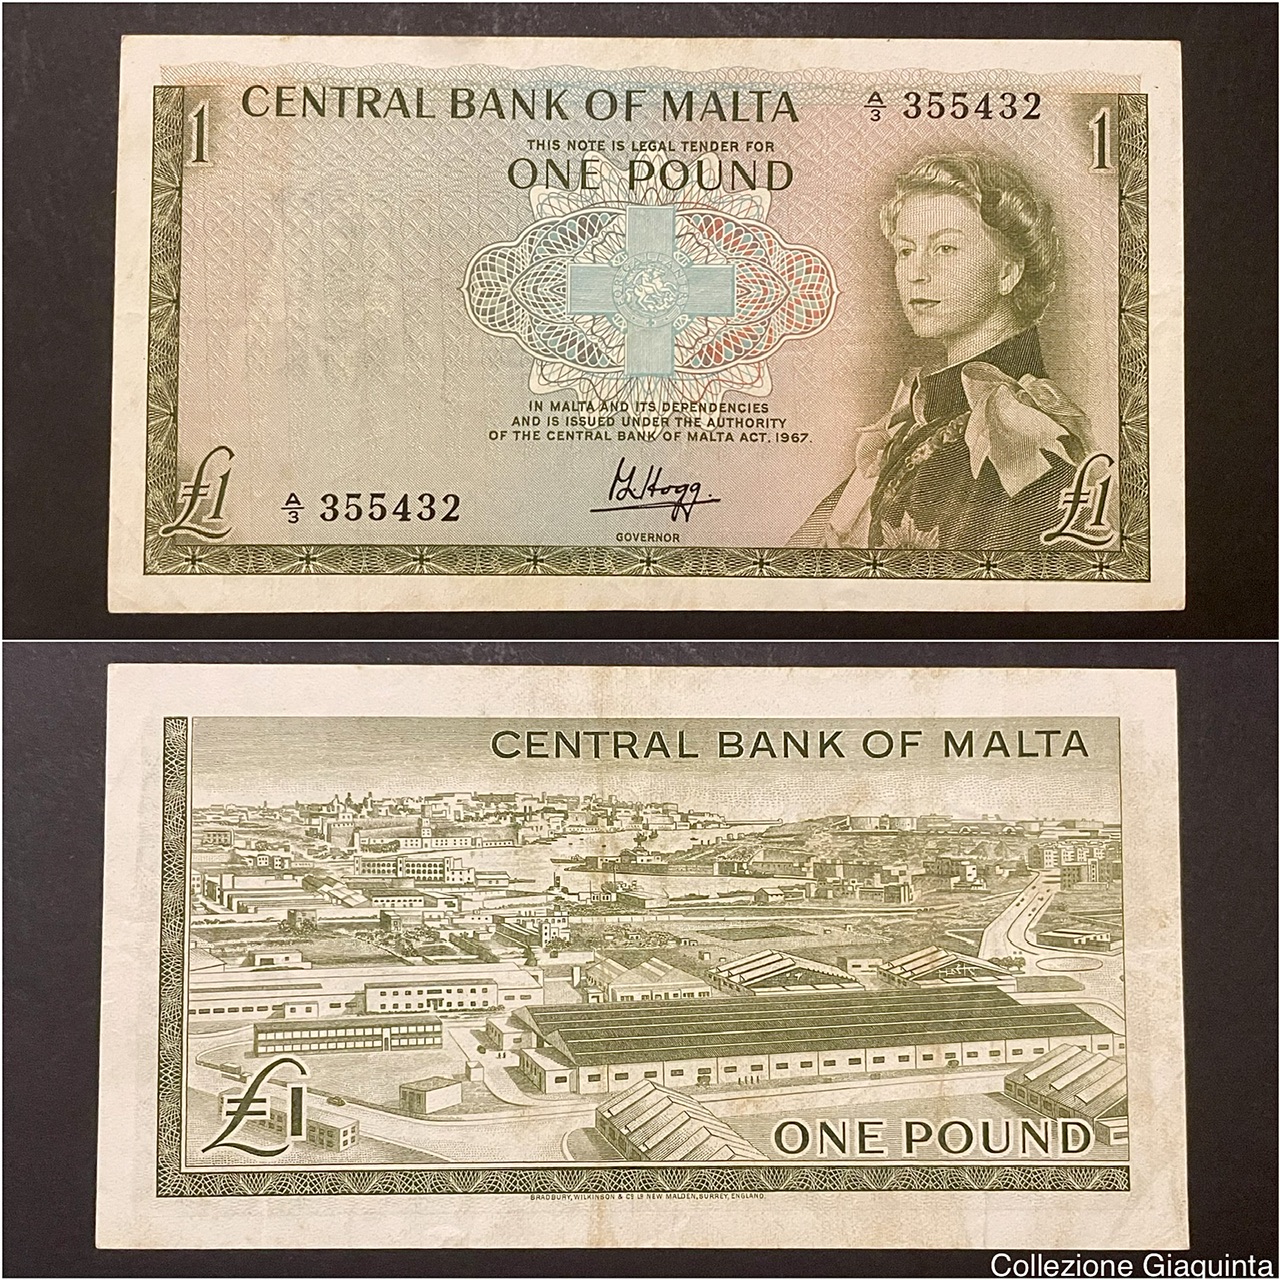 1
CENTRAL BANK OF MALTA
A/3 355432
1
THIS NOTE IS LEGAL TENDER FOR
ONE POUND
IN MALTA AND ITS DEPENDENCIES
AND IS ISSUED UNDER THE AUTHORITY
OF THE CENTRAL BANK OF MALTA ACT, 1967.
£1
A/3 355432
P.L.Hogg.
GOVERNOR
£1
CENTRAL BANK OF MALTA
£1
ONE POUND
BRADBURY, WILKINSON & Cº Lᴰ NEW MALDEN, SURREY, ENGLAND.
Collezione Giaquinta